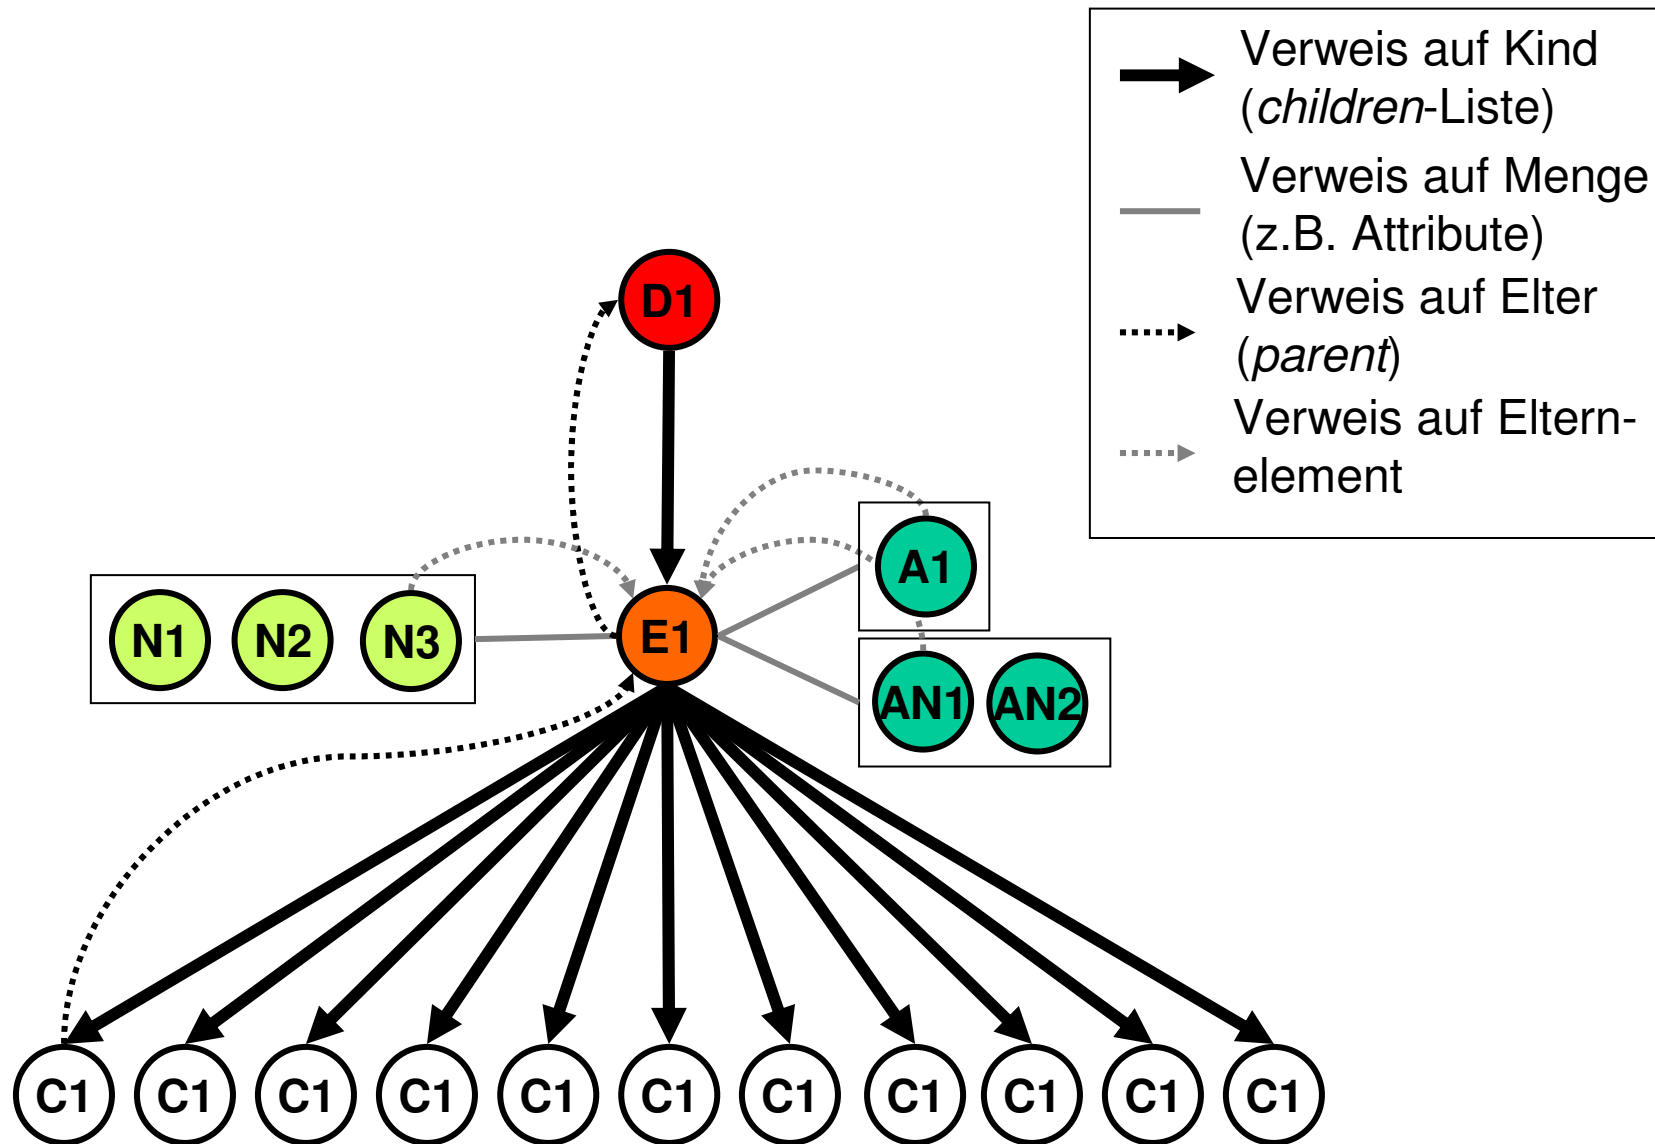 Verweis auf Kind
(children-Liste)
Verweis auf Menge
(z.B. Attribute)
Verweis auf Elter
(parent)
Verweis auf Eltern-
element
D1
A1
N1 N2 N3 E1
AN1 AN2
C1 C1 C1 C1 C1 C1 C1 C1 C1 C1 C1